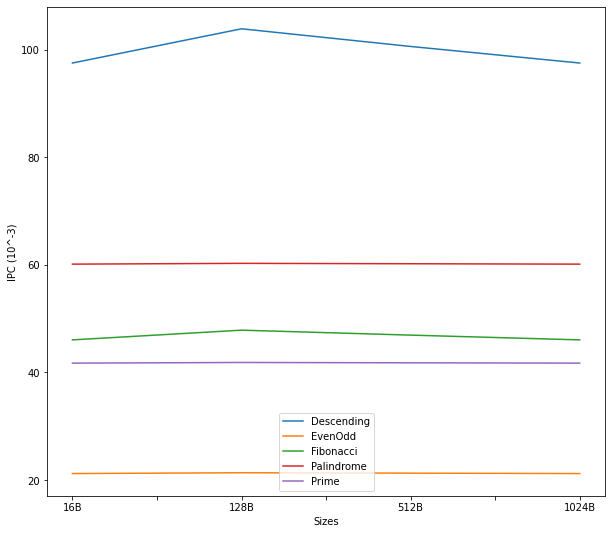 100
80
60
40
20
IPC (10^-3)
Descending
EvenOdd
Fibonacci
Palindrome
Prime
16B 128B 512B 1024B
Sizes